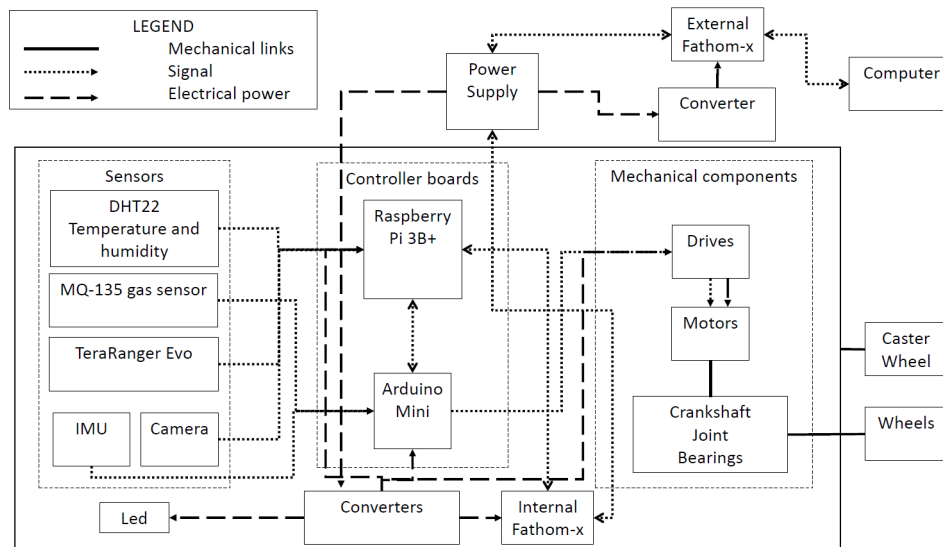 LEGEND
Mechanical links
Signal
Electrical power
Power
Supply
External
Fathom-x
Converter
Computer
Sensors
DHT22
Temperature and
humidity
MQ-135 gas sensor
TeraRanger Evo
IMU
Camera
Controller boards
Raspberry
Pi 3B+
Arduino
Mini
Mechanical components
Drives
Motors
Crankshaft
Joint
Bearings
Caster
Wheel
Wheels
Led
Converters
Internal
Fathom-x